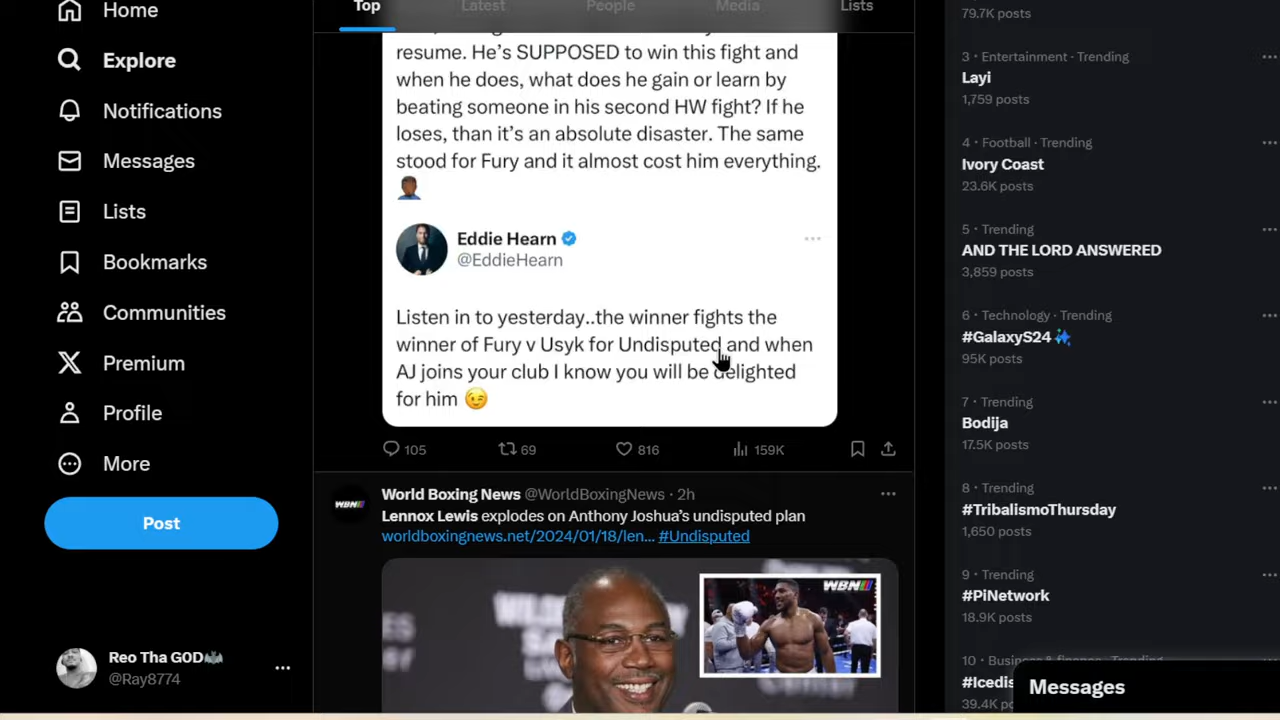 Home
Explore
Notifications
Messages
Lists
Bookmarks
Communities
Premium
Profile
More
Post
Reo Tha GOD🦇
@Ray8774
Top
Latest
People
Media
Lists
resume. He's SUPPOSED to win this fight and
when he does, what does he gain or learn by
beating someone in his second HW fight? If he
loses, than it's an absolute disaster. The same
stood for Fury and it almost cost him everything.
Eddie Hearn
@EddieHearn
Listen in to yesterday..the winner fights the
winner of Fury v Usyk for Undisputed and when
AJ joins your club I know you will be delighted
for him 😉
105
69
816
159K
World Boxing News @WorldBoxingNews · 2h
Lennox Lewis explodes on Anthony Joshua's undisputed plan
worldboxingnews.net/2024/01/18/len... #Undisputed
WBN
WBN
79.7K posts
3 · Entertainment · Trending
Layi
1,759 posts
4 · Football · Trending
Ivory Coast
23.6K posts
5 · Trending
AND THE LORD ANSWERED
3,859 posts
6 · Technology · Trending
#GalaxyS24
95K posts
7 · Trending
Bodija
17.5K posts
8 · Trending
#TribalismoThursday
1,650 posts
9 · Trending
#PiNetwork
18.9K posts
10 · Business & finance · Trending
#Icedis
39.4K
Messages